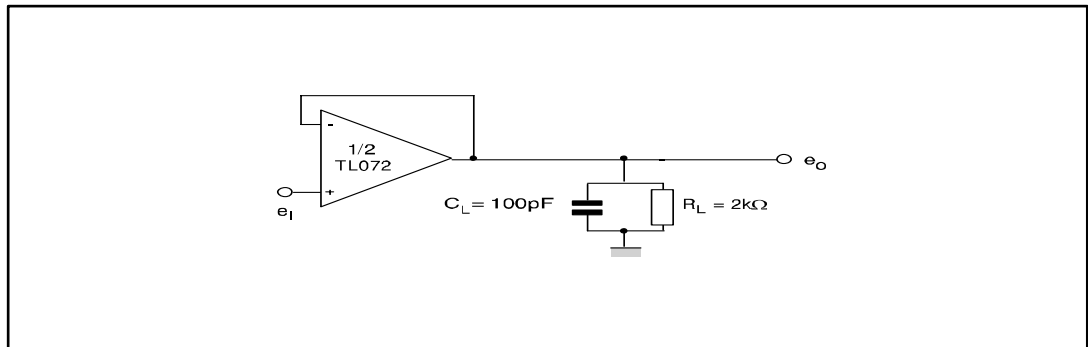 -
1/2
TL072
+
e_I
e_O
C_L = 100pF
R_L = 2kΩ